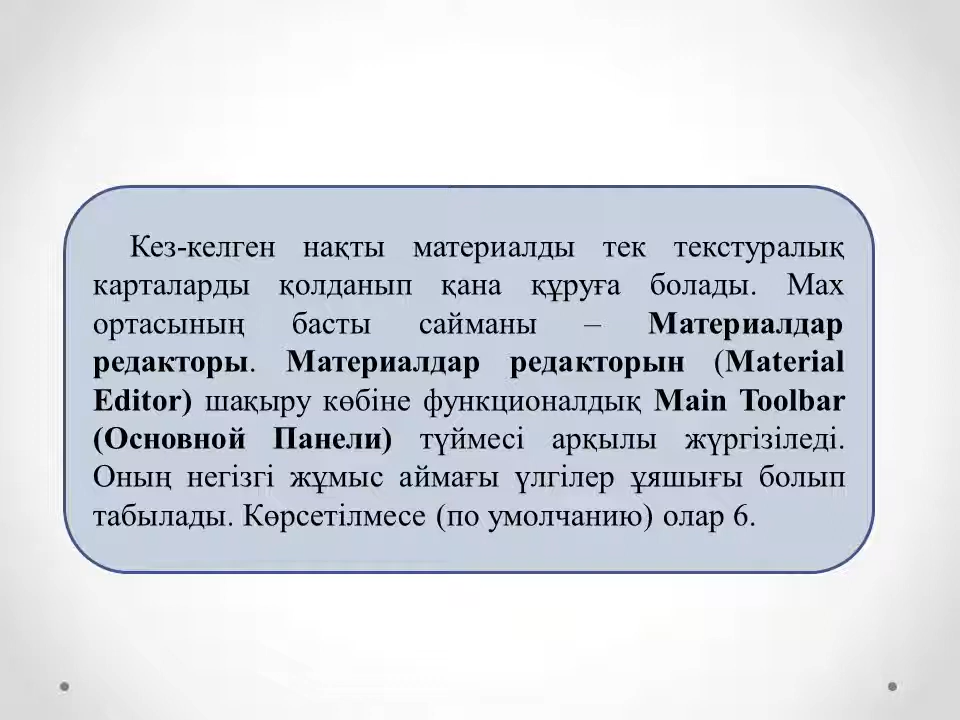 Кез-келген нақты материалды тек текстуралық
карталарды қолданып қана құруға болады. Max
ортасының басты сайманы – Материалдар
редакторы. Материалдар редакторын (Material
Editor) шақыру көбіне функционалдық Main Toolbar
(Основной Панели) түймесі арқылы жүргізіледі.
Оның негізгі жұмыс аймағы үлгілер ұяшығы болып
табылады. Көрсетілмесе (по умолчанию) олар 6.